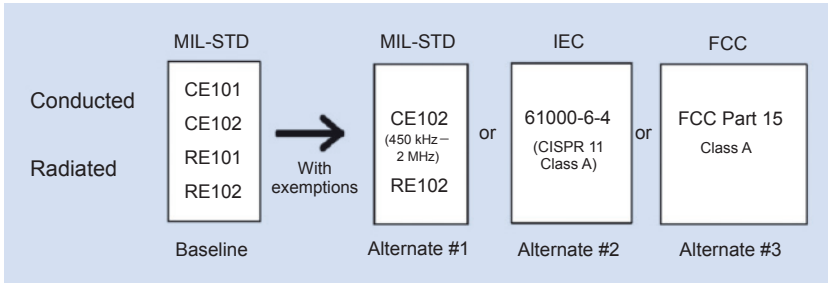 MIL-STD
MIL-STD
IEC
FCC
Conducted
Radiated
CE101
CE102
RE101
RE102
With
exemptions
CE102
(450 kHz–
2 MHz)
RE102
or
61000-6-4
(CISPR 11
Class A)
or
FCC Part 15
Class A
Baseline
Alternate #1
Alternate #2
Alternate #3